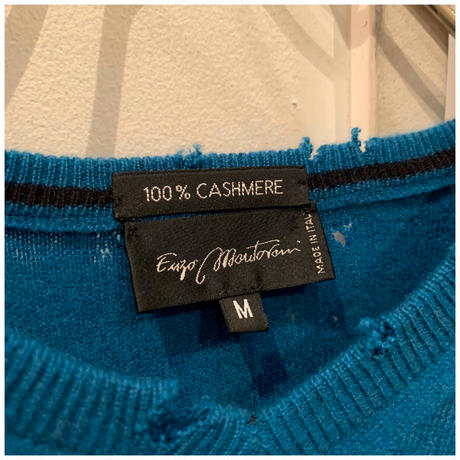 100% CASHMERE
Enzo Mantovani
MADE IN ITALY
M